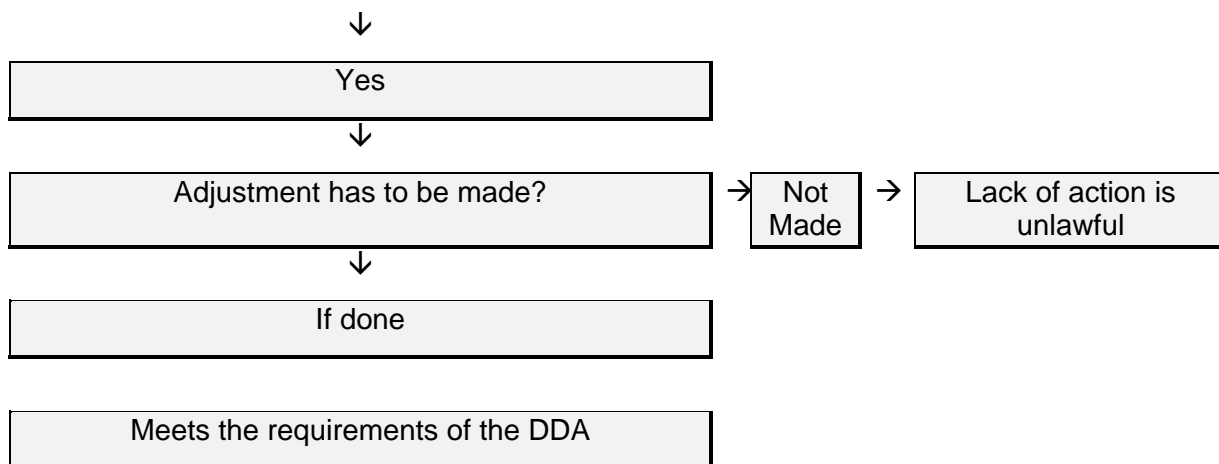 ↓
Yes
↓
Adjustment has to be made? → Not Made → Lack of action is unlawful
↓
If done
Meets the requirements of the DDA